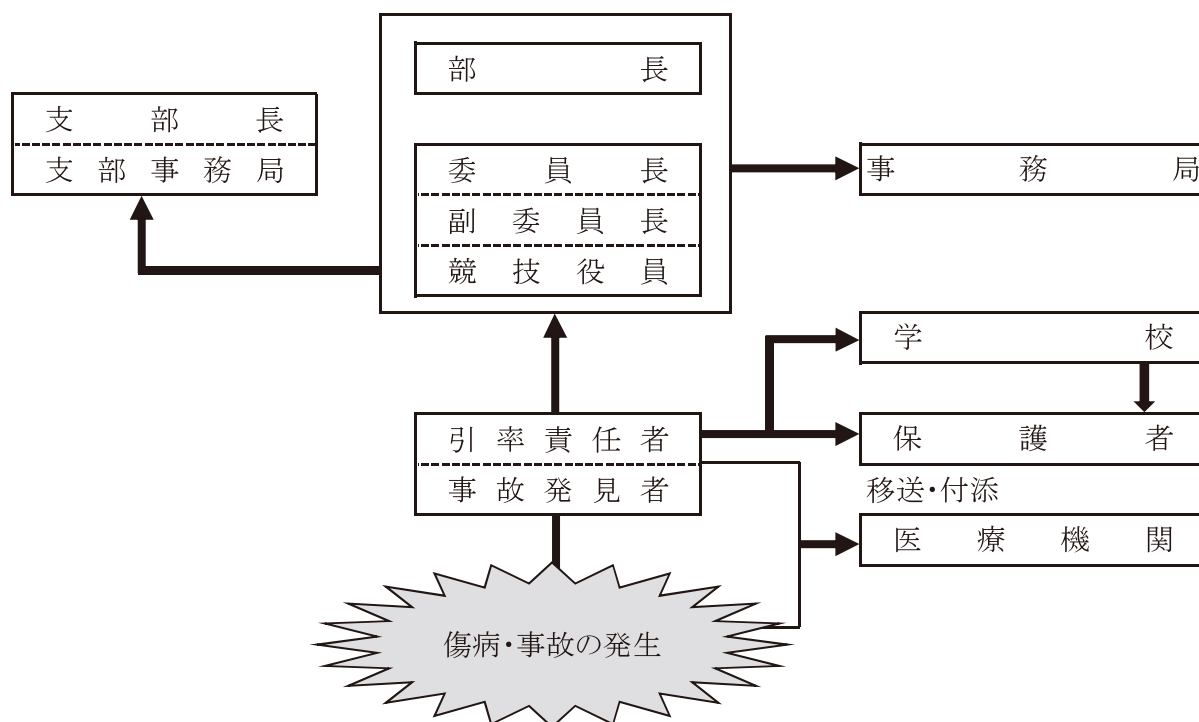 部長
支部長
支部事務局
委員長
副委員長
競技役員
事務局
学校
引率責任者
事故発見者
保護者
移送・付添
医療機関
傷病・事故の発生